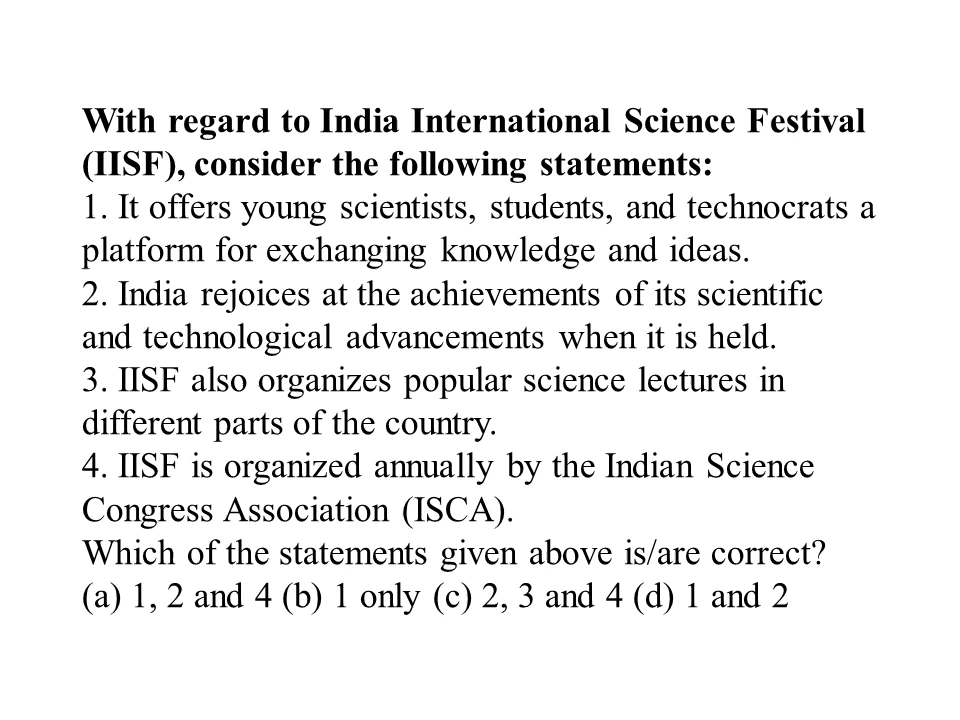 With regard to India International Science Festival
(IISF), consider the following statements:
1. It offers young scientists, students, and technocrats a
platform for exchanging knowledge and ideas.
2. India rejoices at the achievements of its scientific
and technological advancements when it is held.
3. IISF also organizes popular science lectures in
different parts of the country.
4. IISF is organized annually by the Indian Science
Congress Association (ISCA).
Which of the statements given above is/are correct?
(a) 1, 2 and 4 (b) 1 only (c) 2, 3 and 4 (d) 1 and 2